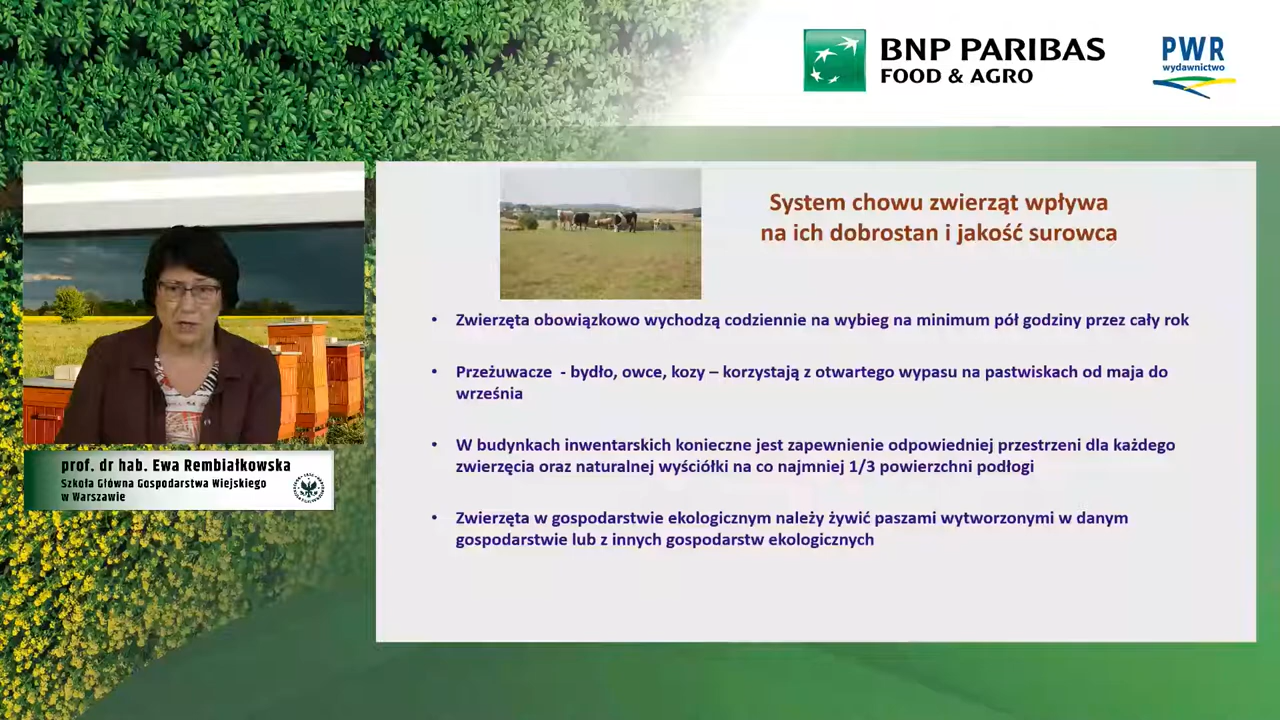 BNP PARIBAS
FOOD & AGRO
PWR
wydawnictwo
System chowu zwierząt wpływa
na ich dobrostan i jakość surowca
• Zwierzęta obowiązkowo wychodzą codziennie na wybieg na minimum pół godziny przez cały rok
• Przeżuwacze - bydło, owce, kozy – korzystają z otwartego wypasu na pastwiskach od maja do
września
• W budynkach inwentarskich konieczne jest zapewnienie odpowiedniej przestrzeni dla każdego
zwierzęcia oraz naturalnej wyściółki na co najmniej 1/3 powierzchni podłogi
• Zwierzęta w gospodarstwie ekologicznym należy żywić paszami wytworzonymi w danym
gospodarstwie lub z innych gospodarstw ekologicznych
prof. dr hab. Ewa Rembiałkowska
Szkoła Główna Gospodarstwa Wiejskiego
w Warszawie